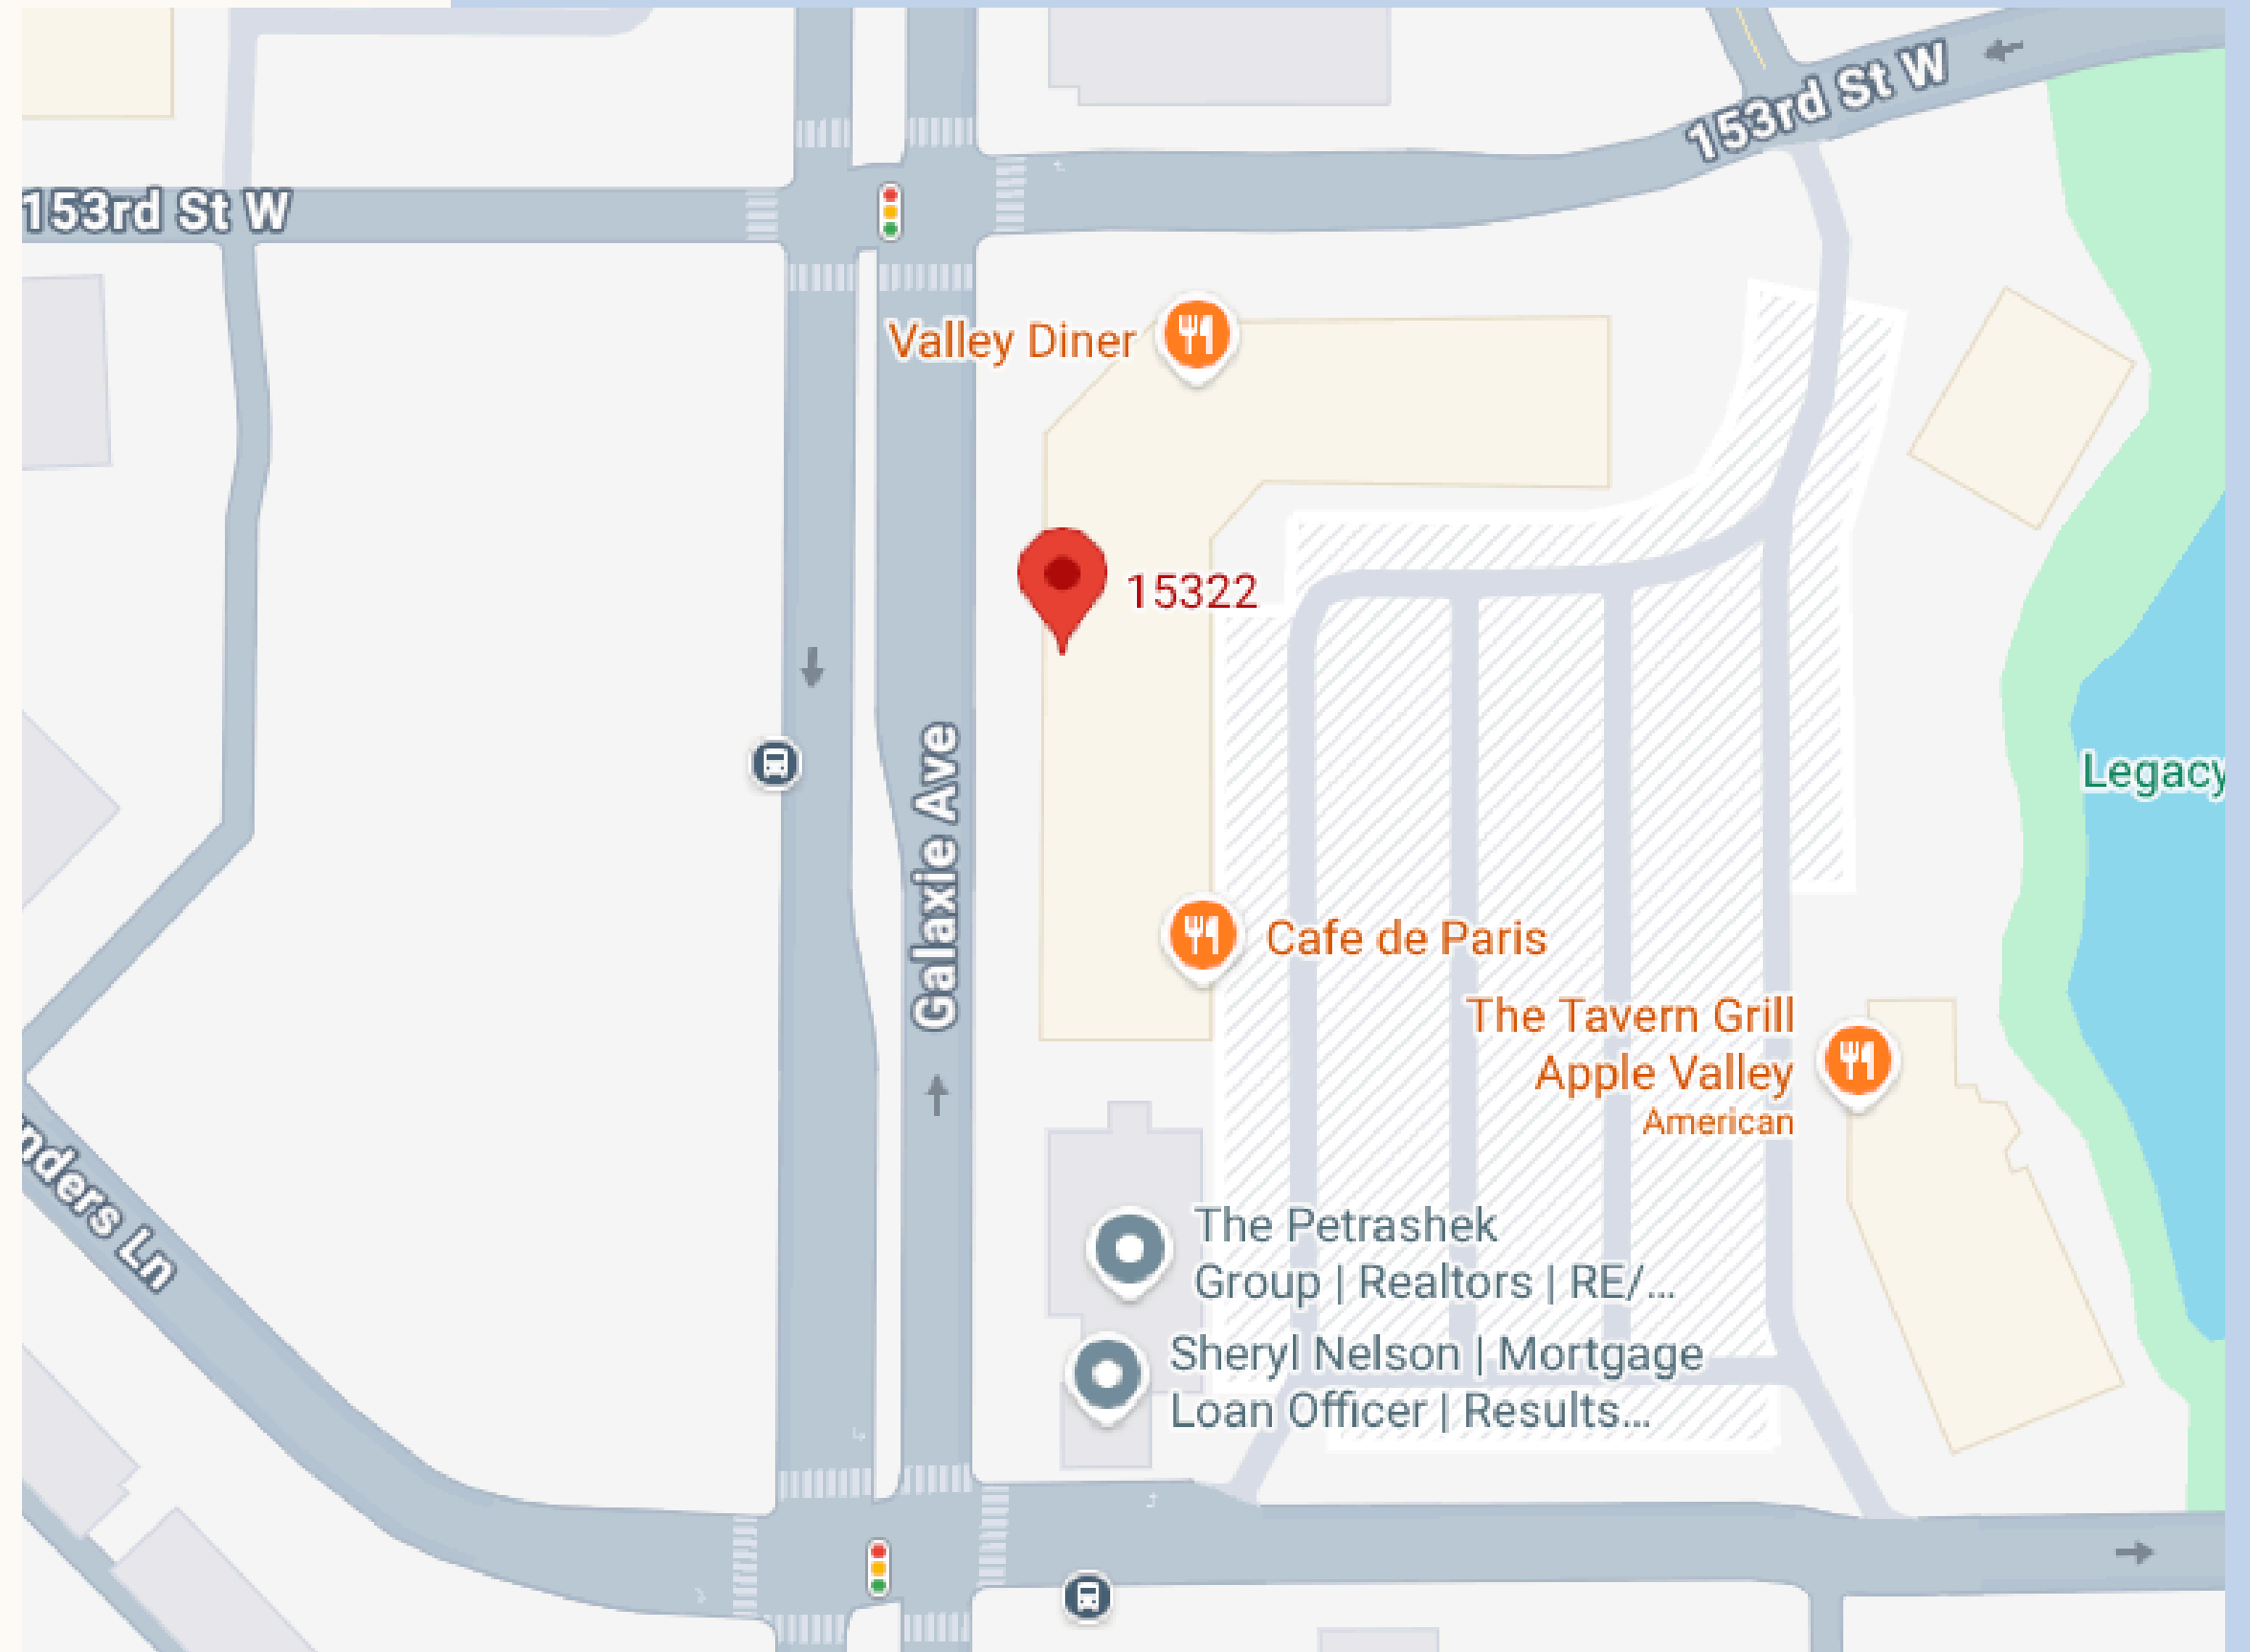 153rd St W
153rd St W
Valley Diner
15322
Galaxie Ave
Legacy
Cafe de Paris
The Tavern Grill
Apple Valley
American
nders Ln
The Petrashek
Group | Realtors | RE/...
Sheryl Nelson | Mortgage
Loan Officer | Results...